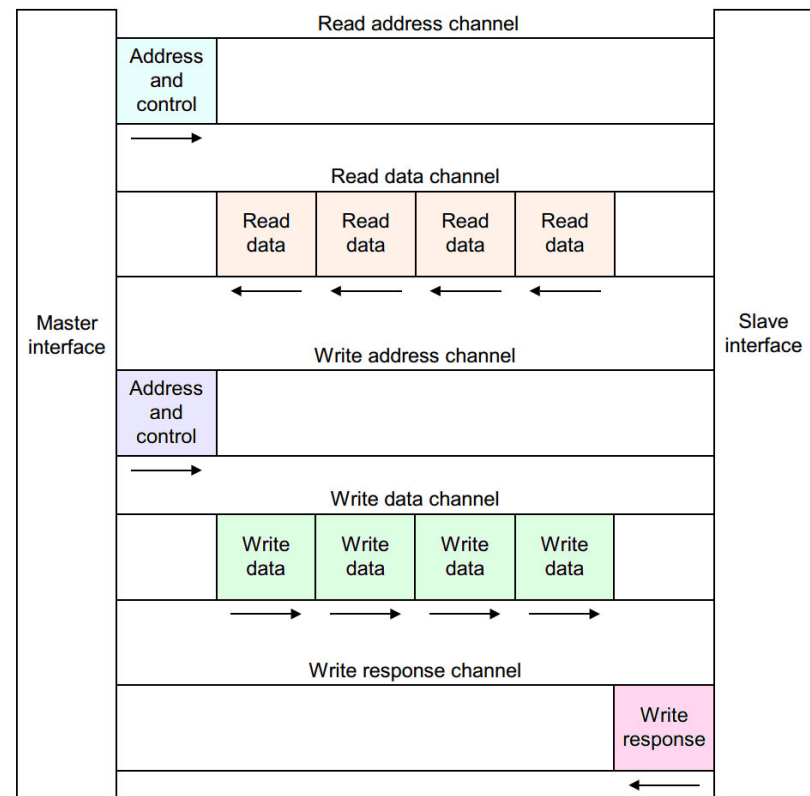 Read address channel
Address
and
control
Read data channel
Read
data
Read
data
Read
data
Read
data
Master
interface
Slave
interface
Write address channel
Address
and
control
Write data channel
Write
data
Write
data
Write
data
Write
data
Write response channel
Write
response